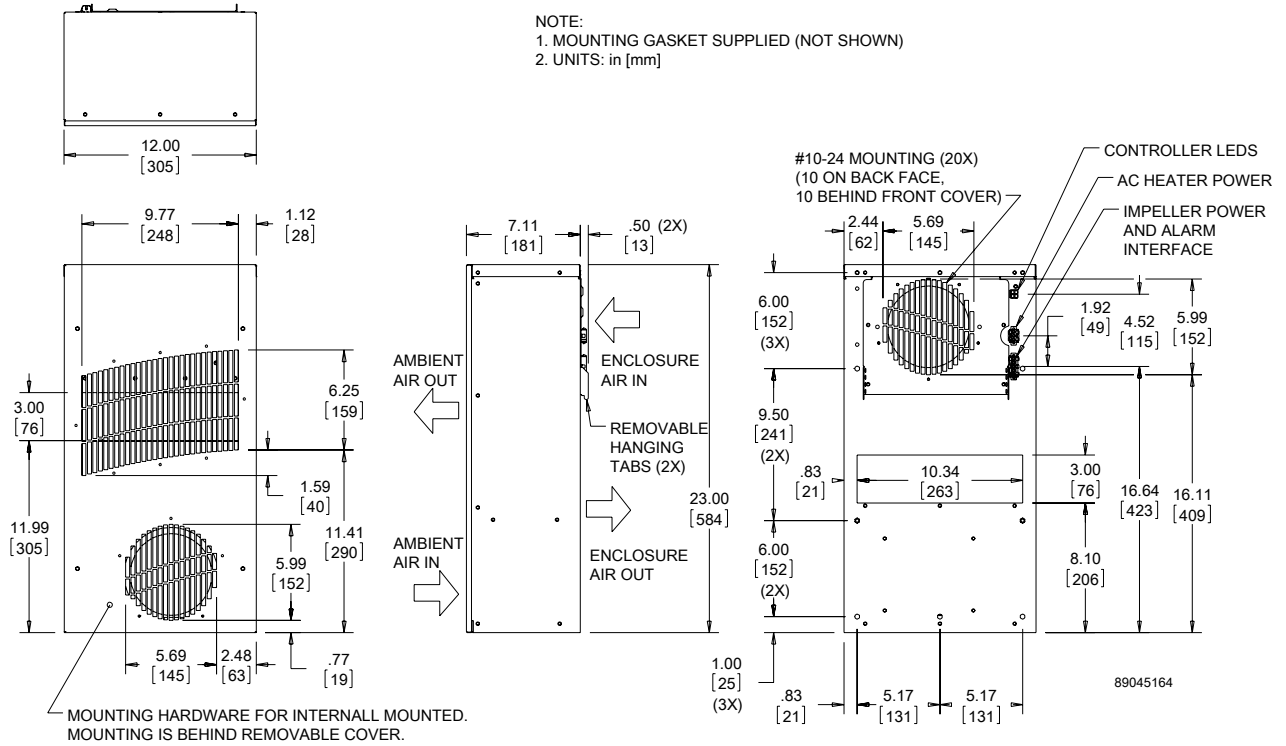 NOTE:
1. MOUNTING GASKET SUPPLIED (NOT SHOWN)
2. UNITS: in [mm]
12.00
[305]
9.77
[248]
1.12
[28]
3.00
[76]
11.99
[305]
6.25
[159]
1.59
[40]
11.41
[290]
5.99
[152]
5.69
[145]
2.48
[63]
.77
[19]
MOUNTING HARDWARE FOR INTERNALL MOUNTED.
MOUNTING IS BEHIND REMOVABLE COVER.
7.11
[181]
.50 (2X)
[13]
AMBIENT
AIR OUT
ENCLOSURE
AIR IN
REMOVABLE
HANGING
TABS (2X)
23.00
[584]
AMBIENT
AIR IN
ENCLOSURE
AIR OUT
#10-24 MOUNTING (20X)
(10 ON BACK FACE,
10 BEHIND FRONT COVER)
CONTROLLER LEDS
AC HEATER POWER
IMPELLER POWER
AND ALARM
INTERFACE
2.44
[62]
5.69
[145]
6.00
[152]
(3X)
1.92
[49]
4.52
[115]
5.99
[152]
9.50
[241]
(2X)
.83
[21]
10.34
[263]
3.00
[76]
16.64
[423]
16.11
[409]
6.00
[152]
(2X)
8.10
[206]
1.00
[25]
(3X)
.83
[21]
5.17
[131]
5.17
[131]
89045164